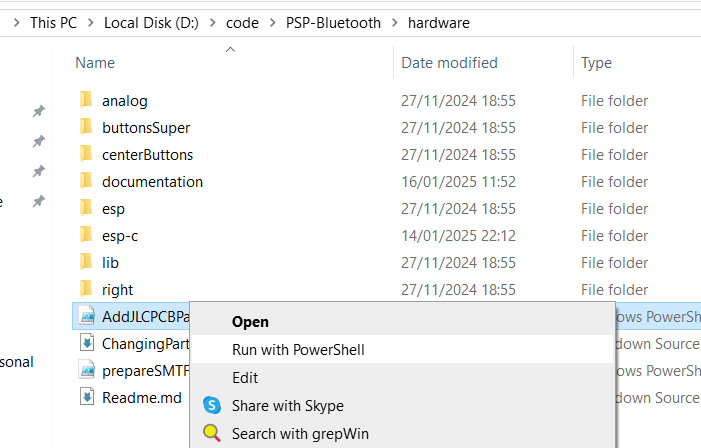 This PC > Local Disk (D:) > code > PSP-Bluetooth > hardware
Name Date modified Type
analog 27/11/2024 18:55 File folder
buttonsSuper 27/11/2024 18:55 File folder
centerButtons 27/11/2024 18:55 File folder
documentation 16/01/2025 11:52 File folder
esp 27/11/2024 18:55 File folder
esp-c 14/01/2025 22:12 File folder
lib 27/11/2024 18:55 File folder
right 27/11/2024 18:55 File folder
AddJLCPCBPa ows PowerSh
Open
Run with PowerShell
ChangingPart down Source
sonal
prepareSMTF ows PowerSh
Edit
Readme.md down Source
Share with Skype
Search with grepWin